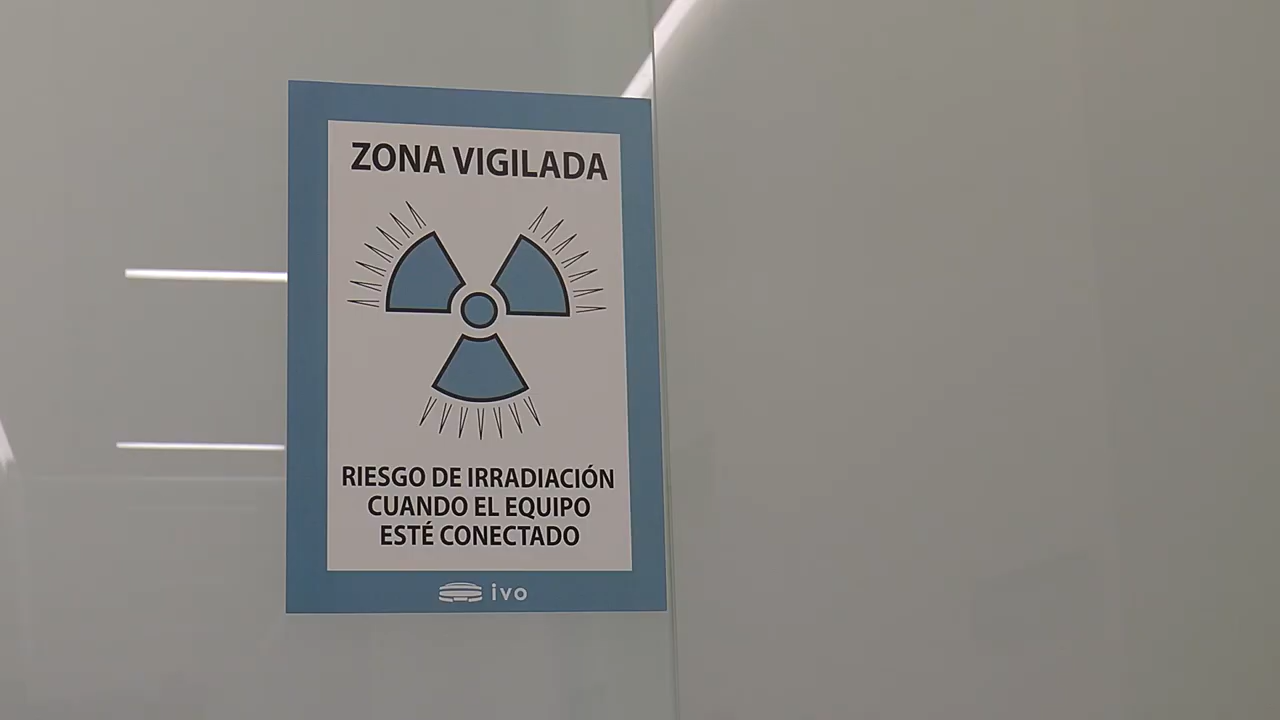 ZONA VIGILADA
RIESGO DE IRRADIACIÓN
CUANDO EL EQUIPO
ESTÉ CONECTADO
ivo